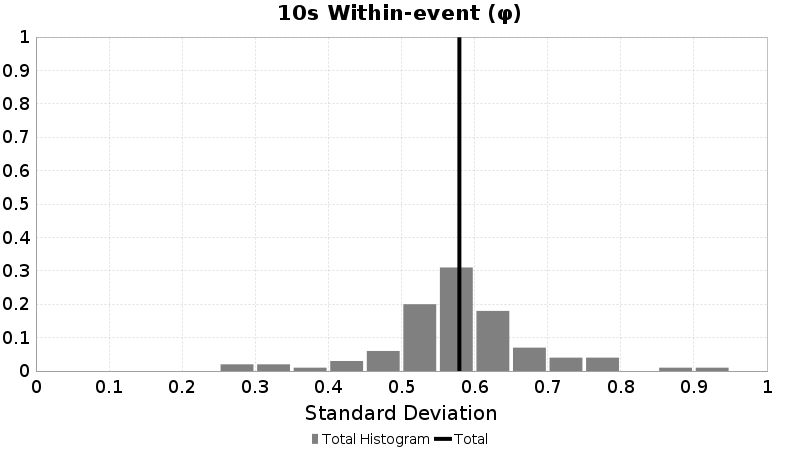 10s Within-event (φ)
1
0.9
0.8
0.7
0.6
0.5
0.4
0.3
0.2
0.1
0
0 0.1 0.2 0.3 0.4 0.5 0.6 0.7 0.8 0.9 1
Standard Deviation
Total Histogram Total